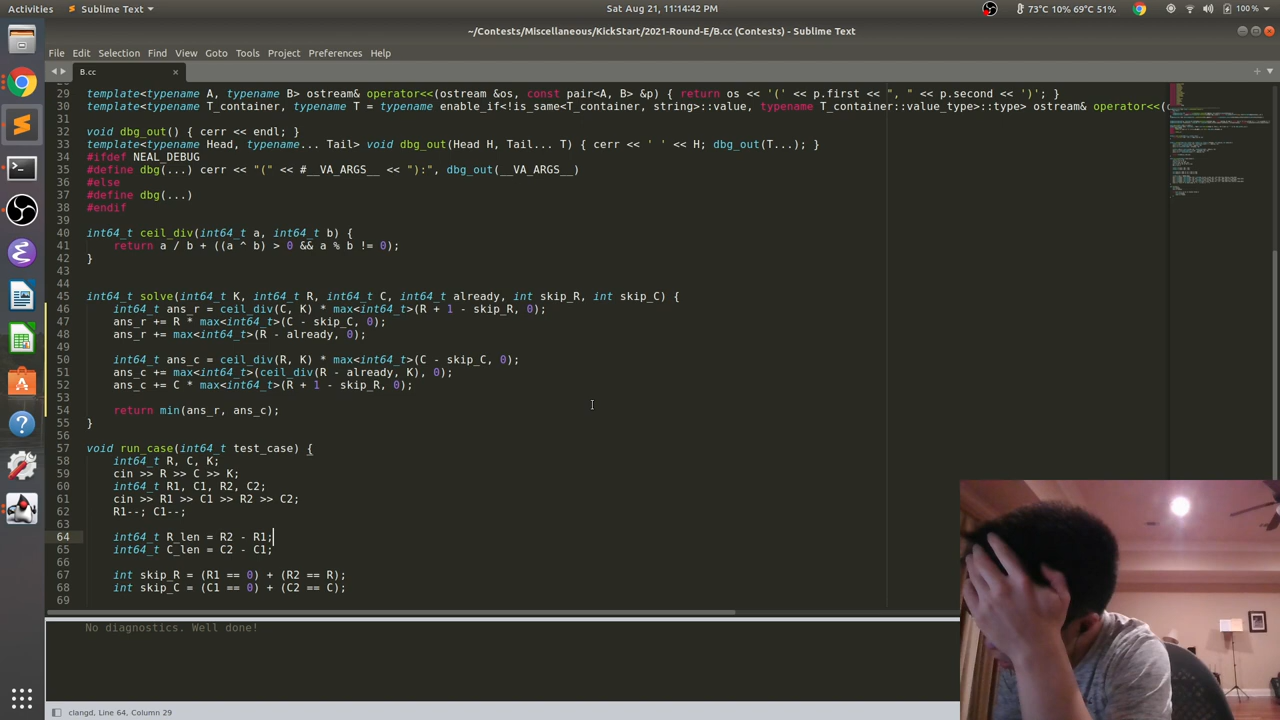 Activities
Sublime Text
Sat Aug 21, 11:14:42 PM
73°C 10% 69°C 51%
100 %
~/Contests/Miscellaneous/KickStart/2021-Round-E/B.cc (Contests) - Sublime Text
File Edit Selection Find View Goto Tools Project Preferences Help
B.cc
29 template<typename A, typename B> ostream& operator<<(ostream &os, const pair<A, B> &p) { return os << '(' << p.first << ", " << p.second << ')'; }
30 template<typename T_container, typename T = typename enable_if<!is_same<T_container, string>::value, typename T_container::value_type>::type> ostream& operator<<(
31
32 void dbg_out() { cerr << endl; }
33 template<typename Head, typename... Tail> void dbg_out(Head H, Tail... T) { cerr << ' ' << H; dbg_out(T...); }
34 #ifdef NEAL_DEBUG
35 #define dbg(...) cerr << "(" << #__VA_ARGS__ << "):", dbg_out(__VA_ARGS__)
36 #else
37 #define dbg(...)
38 #endif
39
40 int64_t ceil_div(int64_t a, int64_t b) {
41 return a / b + ((a ^ b) > 0 && a % b != 0);
42 }
43
44
45 int64_t solve(int64_t K, int64_t R, int64_t C, int64_t already, int skip_R, int skip_C) {
46 int64_t ans_r = ceil_div(C, K) * max<int64_t>(R + 1 - skip_R, 0);
47 ans_r += R * max<int64_t>(C - skip_C, 0);
48 ans_r += max<int64_t>(R - already, 0);
49
50 int64_t ans_c = ceil_div(R, K) * max<int64_t>(C - skip_C, 0);
51 ans_c += max<int64_t>(ceil_div(R - already, K), 0);
52 ans_c += C * max<int64_t>(R + 1 - skip_R, 0);
53
54 return min(ans_r, ans_c);
55 }
56
57 void run_case(int64_t test_case) {
58 int64_t R, C, K;
59 cin >> R >> C >> K;
60 int64_t R1, C1, R2, C2;
61 cin >> R1 >> C1 >> R2 >> C2;
62 R1--; C1--;
63
64 int64_t R_len = R2 - R1;
65 int64_t C_len = C2 - C1;
66
67 int skip_R = (R1 == 0) + (R2 == R);
68 int skip_C = (C1 == 0) + (C2 == C);
69
No diagnostics. Well done!
clangd, Line 64, Column 29